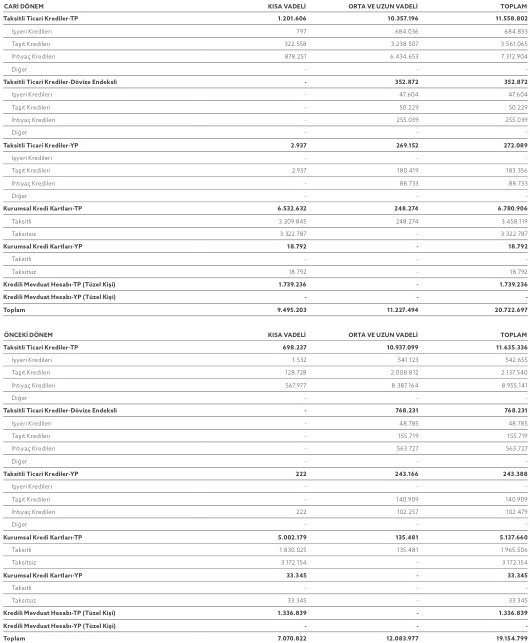 CARİ DÖNEM KISA VADELİ ORTA VE UZUN VADELİ TOPLAM
Taksitli Ticari Krediler-TP 1.201.606 10.357.196 11.558.802
İşyeri Kredileri 797 684.036 684.833
Taşıt Kredileri 322.558 3.238.507 3.561.065
İhtiyaç Kredileri 878.251 6.434.653 7.312.904
Diğer - - -
Taksitli Ticari Krediler-Dövize Endeksli - 352.872 352.872
İşyeri Kredileri - 47.604 47.604
Taşıt Kredileri - 50.229 50.229
İhtiyaç Kredileri - 255.039 255.039
Diğer - - -
Taksitli Ticari Krediler-YP 2.937 269.152 272.089
İşyeri Kredileri - - -
Taşıt Kredileri 2.937 180.419 183.356
İhtiyaç Kredileri - 88.733 88.733
Diğer - - -
Kurumsal Kredi Kartları-TP 6.532.632 248.274 6.780.906
Taksitli 3.209.845 248.274 3.458.119
Taksitsiz 3.322.787 - 3.322.787
Kurumsal Kredi Kartları-YP 18.792 - 18.792
Taksitli - - -
Taksitsiz 18.792 - 18.792
Kredili Mevduat Hesabı-TP (Tüzel Kişi) 1.739.236 - 1.739.236
Kredili Mevduat Hesabı-YP (Tüzel Kişi) - - -
Toplam 9.495.203 11.227.494 20.722.697
ÖNCEKİ DÖNEM KISA VADELİ ORTA VE UZUN VADELİ TOPLAM
Taksitli Ticari Krediler-TP 698.237 10.937.099 11.635.336
İşyeri Kredileri 1.532 541.123 542.655
Taşıt Kredileri 128.728 2.008.812 2.137.540
İhtiyaç Kredileri 567.977 8.387.164 8.955.141
Diğer - - -
Taksitli Ticari Krediler-Dövize Endeksli - 768.231 768.231
İşyeri Kredileri - 48.785 48.785
Taşıt Kredileri - 155.719 155.719
İhtiyaç Kredileri - 563.727 563.727
Diğer - - -
Taksitli Ticari Krediler-YP 222 243.166 243.388
İşyeri Kredileri - - -
Taşıt Kredileri - 140.909 140.909
İhtiyaç Kredileri 222 102.257 102.479
Diğer - - -
Kurumsal Kredi Kartları-TP 5.002.179 135.481 5.137.660
Taksitli 1.830.025 135.481 1.965.506
Taksitsiz 3.172.154 - 3.172.154
Kurumsal Kredi Kartları-YP 33.345 - 33.345
Taksitli - - -
Taksitsiz 33.345 - 33.345
Kredili Mevduat Hesabı-TP (Tüzel Kişi) 1.336.839 - 1.336.839
Kredili Mevduat Hesabı-YP (Tüzel Kişi) - - -
Toplam 7.070.822 12.083.977 19.154.799